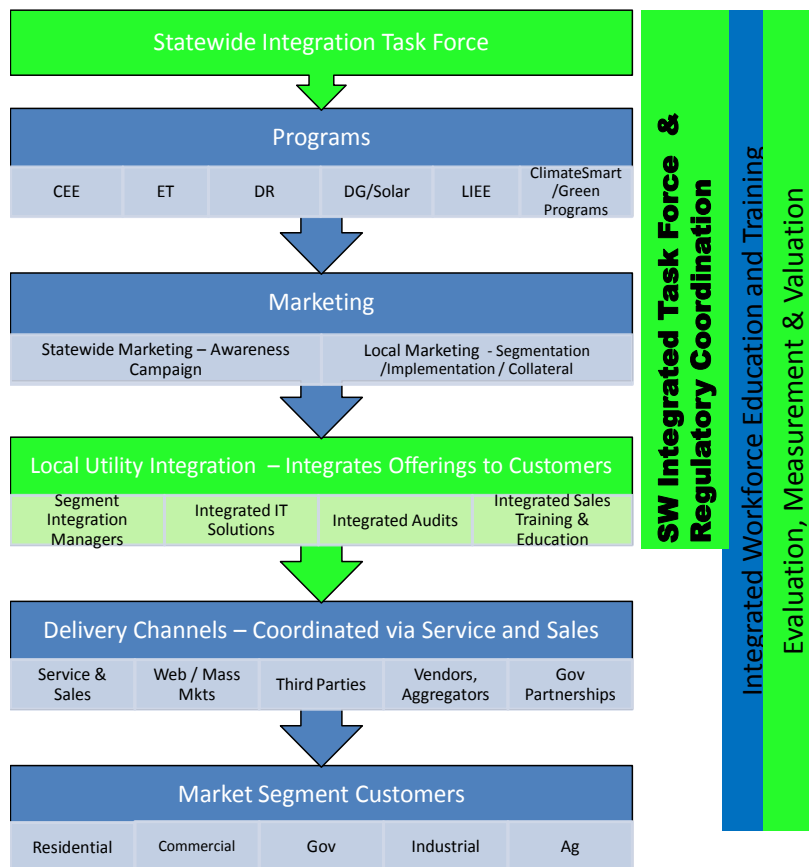 Statewide Integration Task Force
Programs
CEE
ET
DR
DG/Solar
LIEE
ClimateSmart
/Green
Programs
Marketing
Statewide Marketing – Awareness
Campaign
Local Marketing - Segmentation
/Implementation / Collateral
Local Utility Integration – Integrates Offerings to Customers
Segment
Integration
Managers
Integrated IT
Solutions
Integrated Audits
Integrated Sales
Training &
Education
Delivery Channels – Coordinated via Service and Sales
Service &
Sales
Web / Mass
Mkts
Third Parties
Vendors,
Aggregators
Gov
Partnerships
Market Segment Customers
Residential
Commercial
Gov
Industrial
Ag
SW Integrated Task Force &
Regulatory Coordination
Integrated Workforce Education and Training
Evaluation, Measurement & Valuation